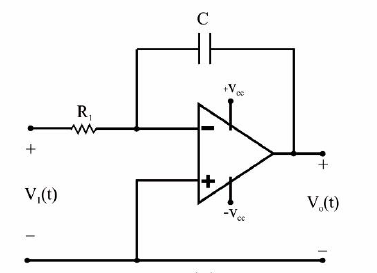 C
+Vcc
R1
+
+
V1(t)
Vo(t)
-Vcc